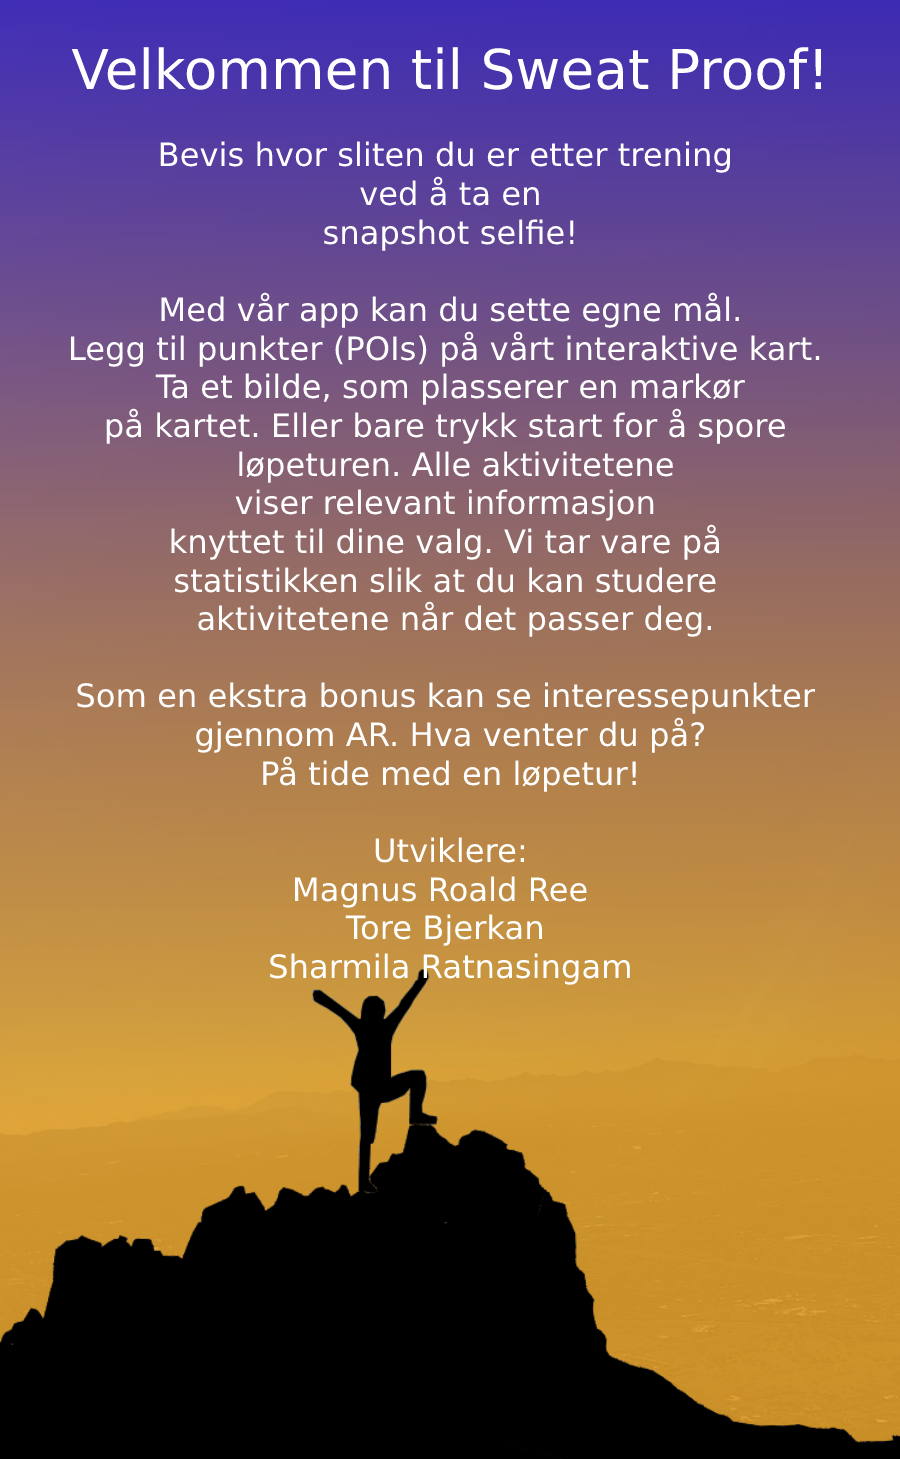 Velkommen til Sweat Proof!
Bevis hvor sliten du er etter trening
ved å ta en
snapshot selfie!
Med vår app kan du sette egne mål.
Legg til punkter (POIs) på vårt interaktive kart.
Ta et bilde, som plasserer en markør
på kartet. Eller bare trykk start for å spore
løpeturen. Alle aktivitetene
viser relevant informasjon
knyttet til dine valg. Vi tar vare på
statistikken slik at du kan studere
aktivitetene når det passer deg.
Som en ekstra bonus kan se interessepunkter
gjennom AR. Hva venter du på?
På tide med en løpetur!
Utviklere:
Magnus Roald Ree
Tore Bjerkan
Sharmila Ratnasingam